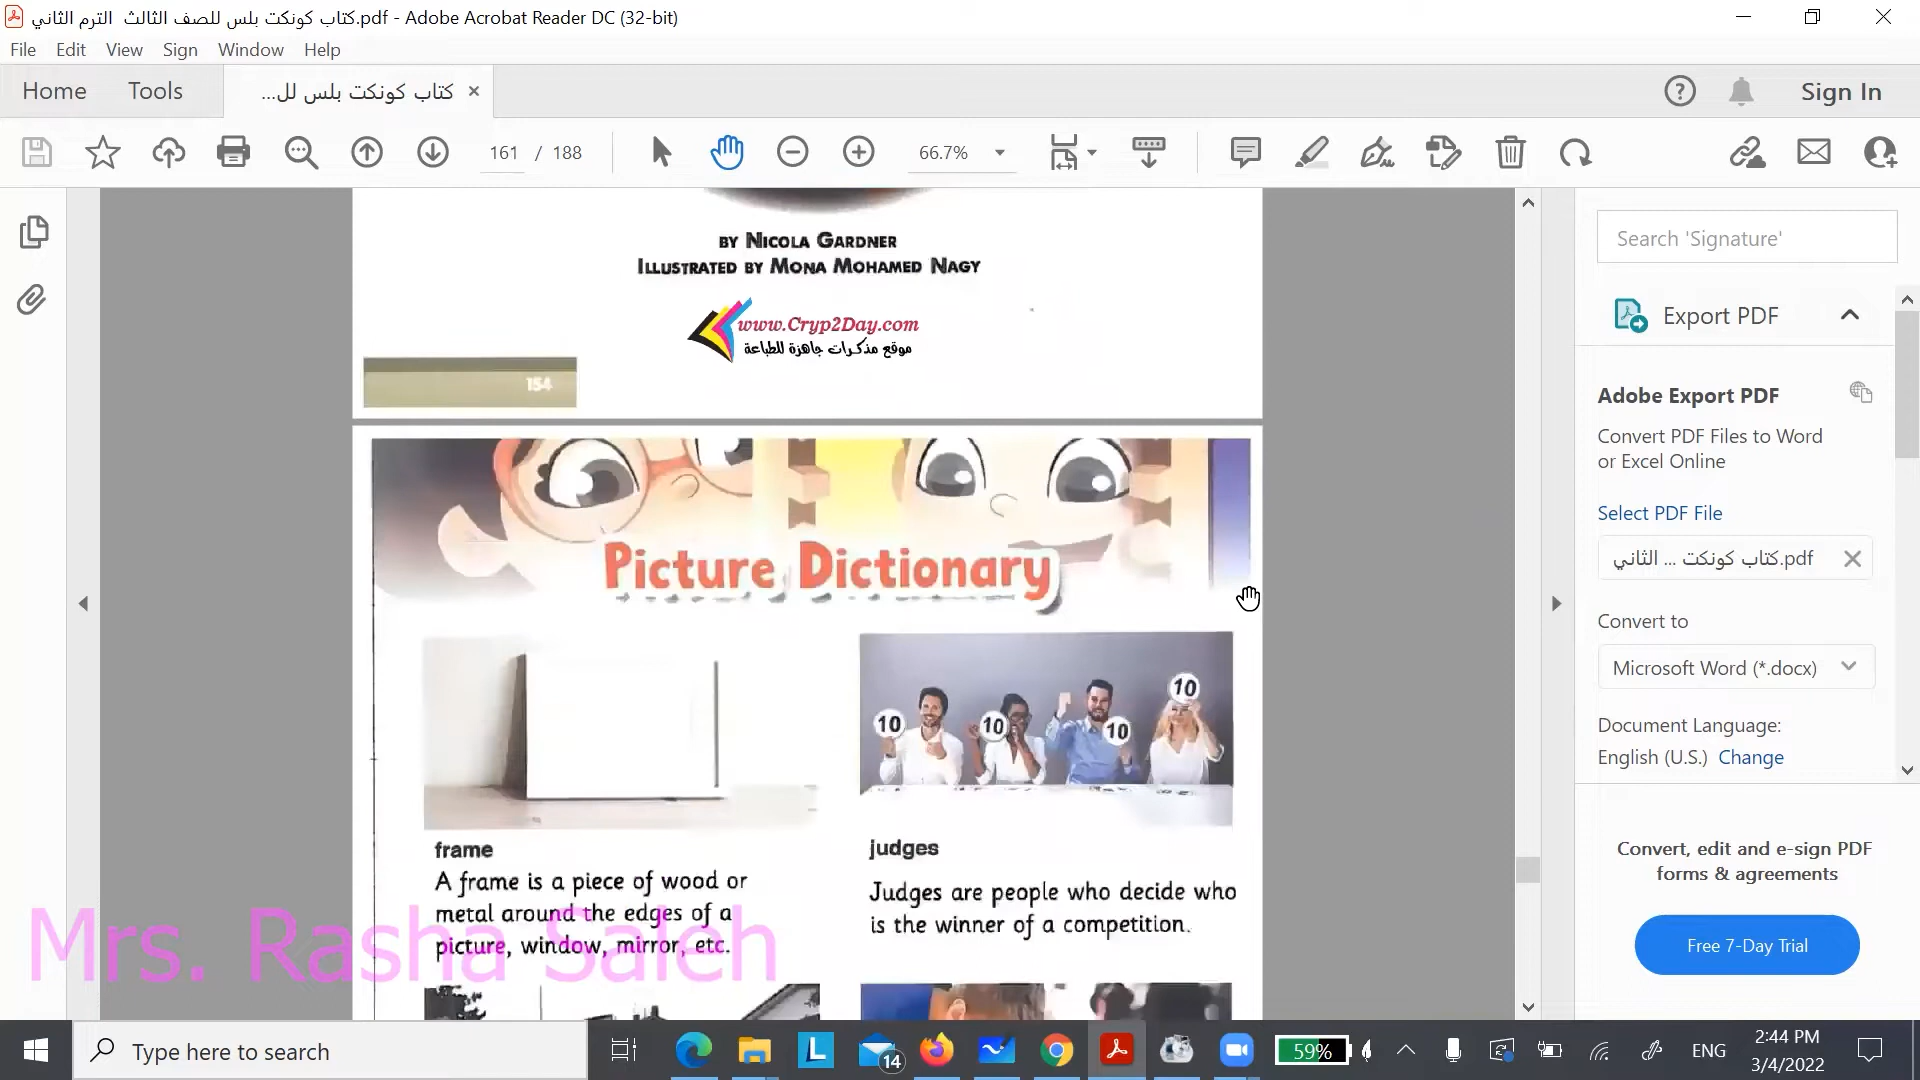 كتاب كونكت بلس للصف الثالث الترم الثاني.pdf - Adobe Acrobat Reader DC (32-bit)
File Edit View Sign Window Help
Home Tools كتاب كونكت بلس لل... × Sign In
161 / 188 66.7%
BY NICOLA GARDNER
ILLUSTRATED BY MONA MOHAMED NAGY
www.Cryp2Day.com
موقع مذكرات جاهزة للطباعة
154
Picture Dictionary
10 10 10 10
frame
A frame is a piece of wood or
metal around the edges of a
picture, window, mirror, etc.
judges
Judges are people who decide who
is the winner of a competition.
Mrs. Rasha Saleh
Search 'Signature'
Export PDF
Adobe Export PDF
Convert PDF Files to Word
or Excel Online
Select PDF File
كتاب كونكت ... الثاني.pdf
Convert to
Microsoft Word (*.docx)
Document Language:
English (U.S.) Change
Convert, edit and e-sign PDF
forms & agreements
Free 7-Day Trial
Type here to search
L 14 59% ENG
2:44 PM
3/4/2022